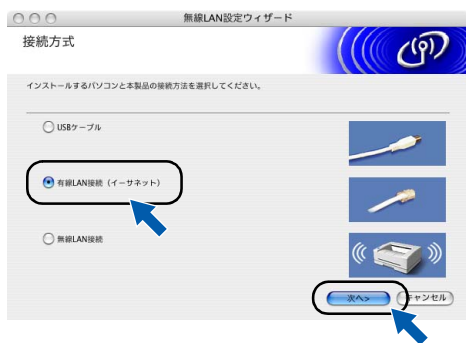 無線LAN設定ウィザード
接続方式
インストールするパソコンと本製品の接続方法を選択してください。
USBケーブル
有線LAN接続（イーサネット）
無線LAN接続
次へ>
キャンセル